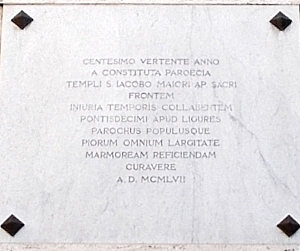 CENTESIMO VERTENTE ANNO
A CONSTITUTA PAROECIA
TEMPLI S. IACOBO MAIORI AP. SACRI
FRONTEM
INIURIA TEMPORIS COLLABENTEM
PONTISDECIMI APUD LIGURES
PAROCHUS POPULUSQUE
PIORUM OMNIUM LARGITATE
MARMOREAM REFICIENDAM
CURAVERE
A. D. MCMLVII